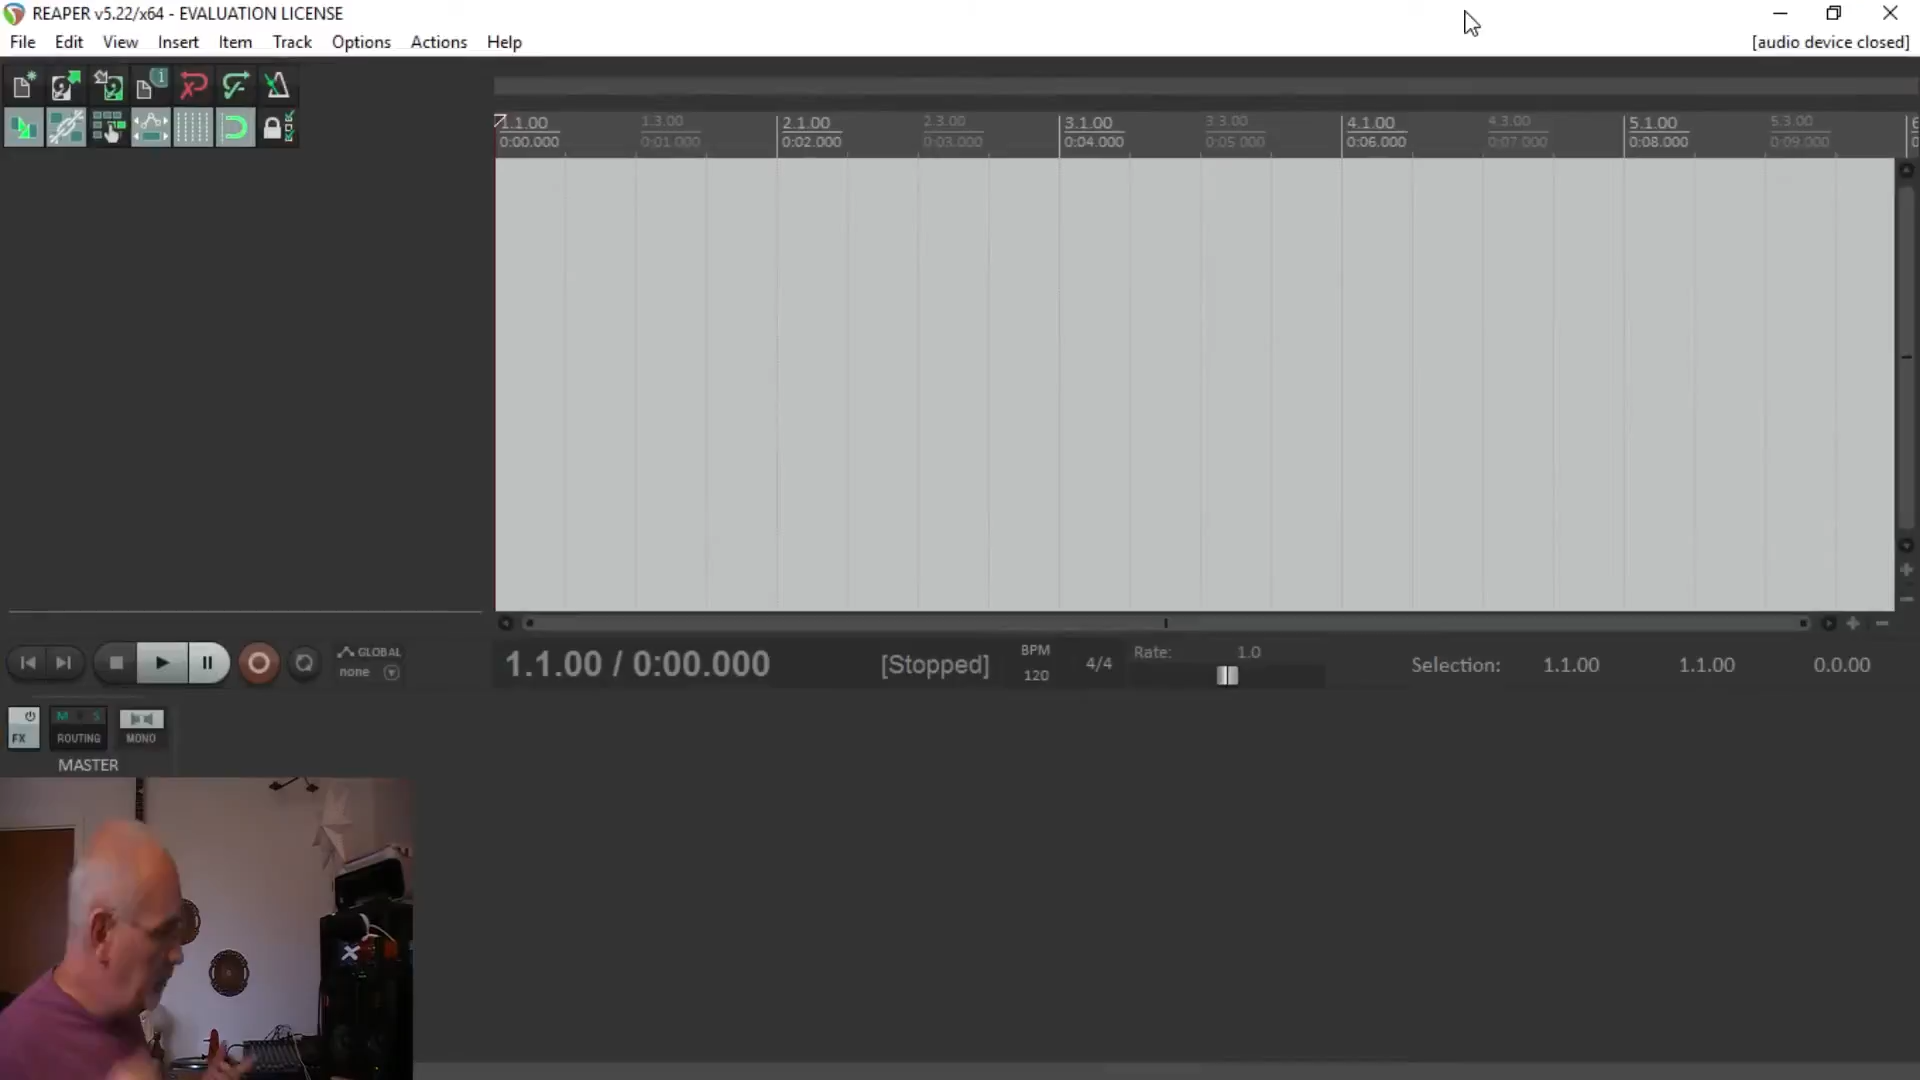 REAPER v5.22/x64 - EVALUATION LICENSE
File Edit View Insert Item Track Options Actions Help [audio device closed]
1.1.00 1.3.00 2.1.00 2.3.00 3.1.00 3.3.00 4.1.00 4.3.00 5.1.00 5.3.00 6
0:00.000 0:01.000 0:02.000 0:03.000 0:04.000 0:05.000 0:06.000 0:07.000 0:08.000 0:09.000 0
GLOBAL
none
1.1.00 / 0:00.000 [Stopped] BPM 120 4/4 Rate: 1.0 Selection: 1.1.00 1.1.00 0.0.00
M S
FX ROUTING MONO
MASTER